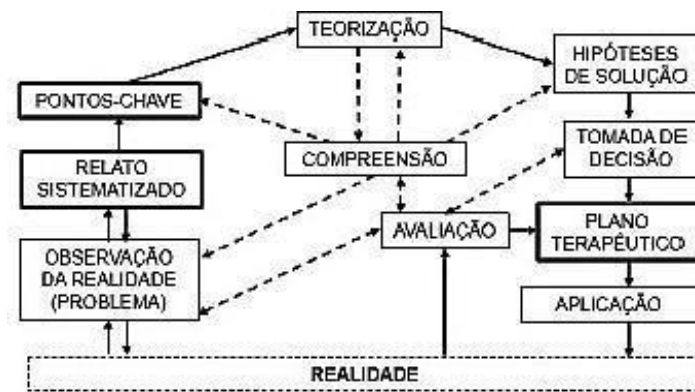 TEORIZAÇÃO
HIPÓTESES
DE SOLUÇÃO
PONTOS-CHAVE
TOMADA DE
DECISÃO
COMPREENSÃO
RELATO
SISTEMATIZADO
AVALIAÇÃO
PLANO
TERAPÊUTICO
OBSERVAÇÃO
DA REALIDADE
(PROBLEMA)
APLICAÇÃO
REALIDADE